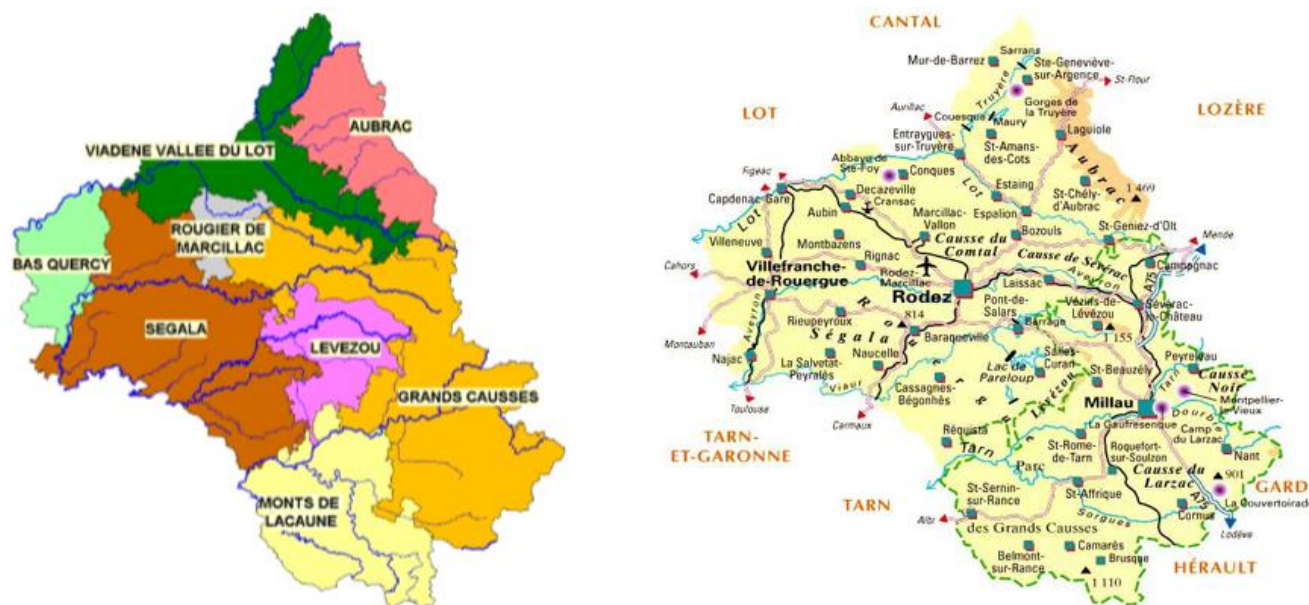 AUBRAC
VIADENE VALLEE DU LOT
ROUGIER DE
MARCILLAC
BAS QUERCY
SEGALA
LEVEZOU
GRANDS CAUSSES
MONTS DE
LACAUNE
CANTAL
Sarrans
Mur-de-Barrez
Ste-Geneviève-
sur-Argence
St-Flour
LOT
Truyère
Gorges de
la Truyère
LOZÈRE
Aurillac
Couesque
Maury
Laguiole
Entraygues-
sur-Truyère
St-Amans-
des-Cots
Aubrac
Abbaye de
Ste-Foy
Conques
Figeac
Lot
Estaing
St-Chély-
d'Aubrac
1 469
Capdenac-Gare
Decazeville
Cransac
Aubin
Marcillac-
Vallon
Espalion
Lot
Bozouls
St-Geniez-d'Olt
Mende
Villeneuve
Montbazens
Causse du
Comtal
Causse de Sévérac
Campagnac
Cahors
Rignac
Villefranche-
de-Rouergue
Rodez-
Marcillac
Aveyron
A75
Rodez
Laissac
Pont-
de-
Salars
Vézins-de-
Lévézou
Sévérac-
le-Château
Rieupeyroux
814
Baraqueville
Barrage
1 155
Montauban
Aveyron
Ségala
Rouergue
Najac
La Salvetat-
Peyralès
Naucelle
Salles-
Curan
Lac de
Pareloup
St-Beauzély
Peyreleau
Tarn
Causse
Noir
Viaur
Cassagnes-
Bégonhès
Lévézou
Millau
Montpellier-
le-Vieux
Toulouse
Carmaux
Dourbie
La Gaufresenque
Camp
du Larzac
TARN-
ET-GARONNE
Réquista
Tarn
St-Rome-
de-Tarn
Roquefort-
sur-Soulzon
Nant
Parc
Causse du
Larzac
901
GARD
TARN
St-Sernin-
sur-Rance
St-Affrique
La Couvertoirade
A75
Cornus
Albi
des Grands Causses
Sorgues
Lodève
Belmont-
sur-Rance
Camarès
Brusque
HÉRAULT
1 110